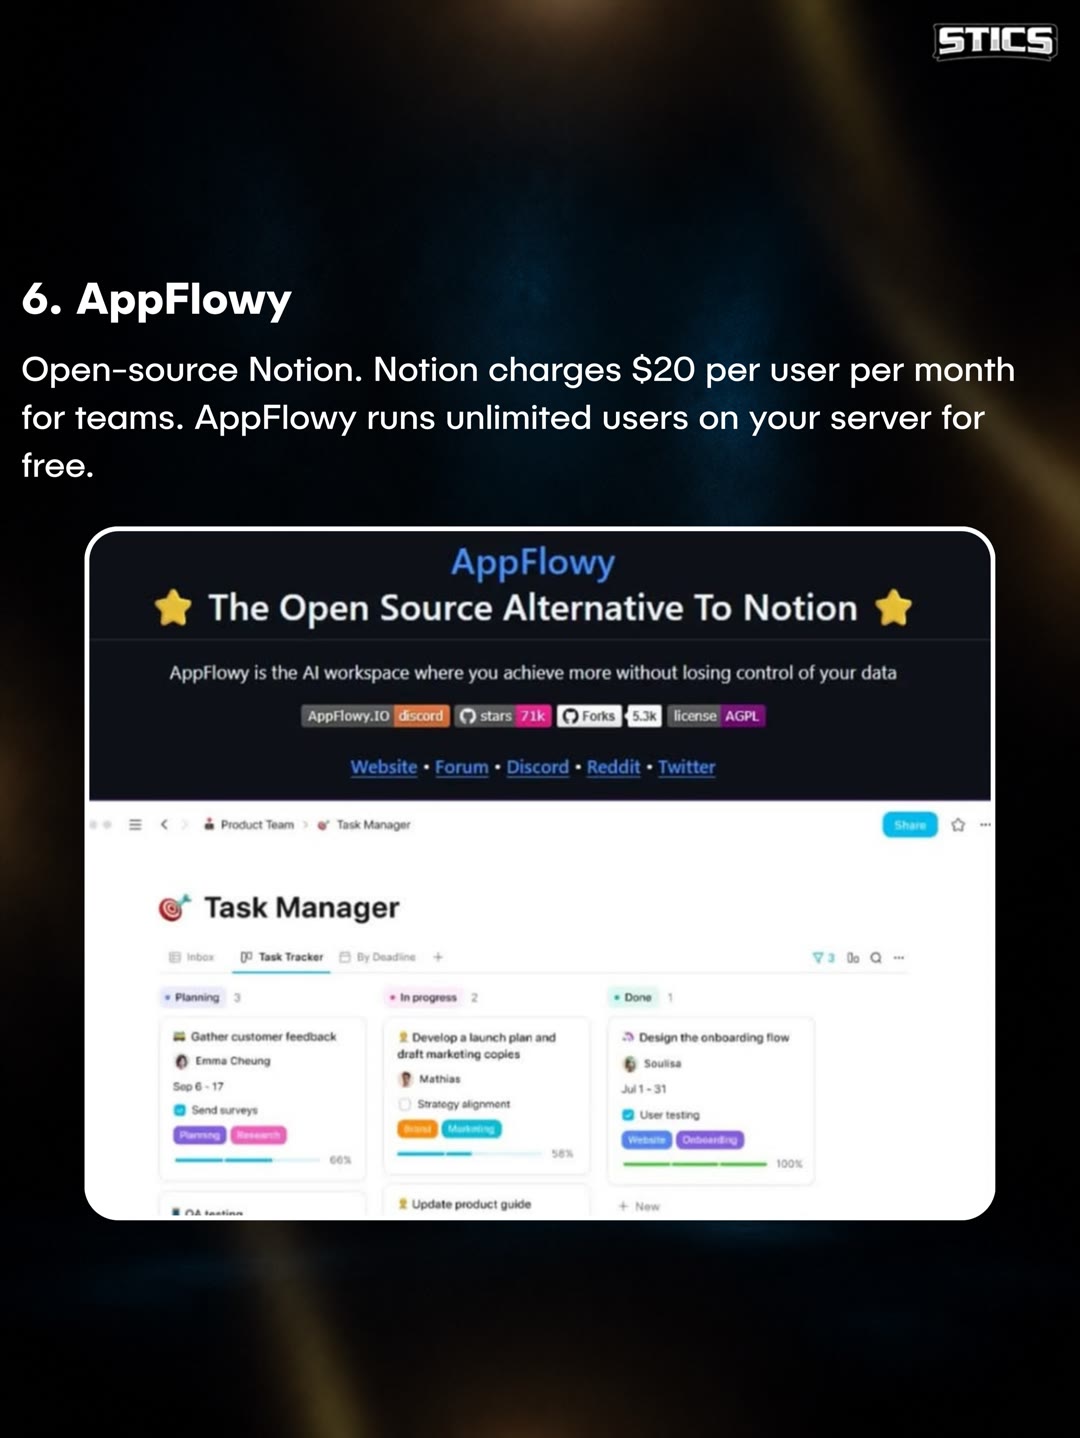 STICS
6. AppFlowy
Open-source Notion. Notion charges $20 per user per month
for teams. AppFlowy runs unlimited users on your server for
free.
AppFlowy
⭐ The Open Source Alternative To Notion ⭐
AppFlowy is the AI workspace where you achieve more without losing control of your data
AppFlowy.IO discord stars 71k Forks 5.3k license AGPL
Website • Forum • Discord • Reddit • Twitter
Product Team > Task Manager
Share
Task Manager
Inbox Task Tracker By Deadline +
3
Planning 3
In progress 2
Done 1
Gather customer feedback
Emma Cheung
Sep 6 - 17
Send surveys
Planning Research
66%
QA testing
Develop a launch plan and
draft marketing copies
Mathias
Strategy alignment
Brand Marketing
58%
Update product guide
Design the onboarding flow
Soulisa
Jul 1 - 31
User testing
Website Onboarding
100%
+ New